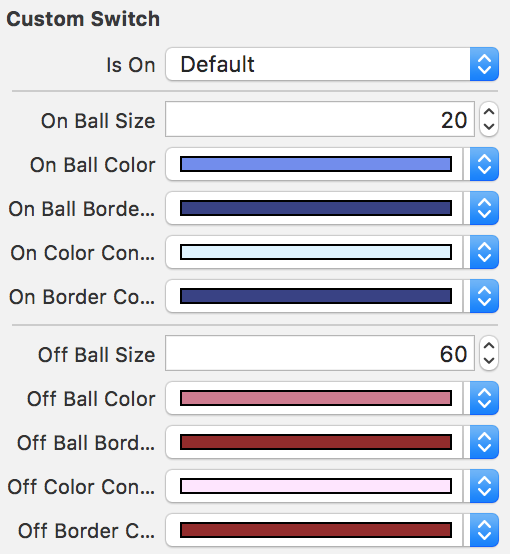 Custom Switch
Is On Default
On Ball Size 20
On Ball Color
On Ball Borde...
On Color Con...
On Border Co...
Off Ball Size 60
Off Ball Color
Off Ball Bord...
Off Color Con...
Off Border C...